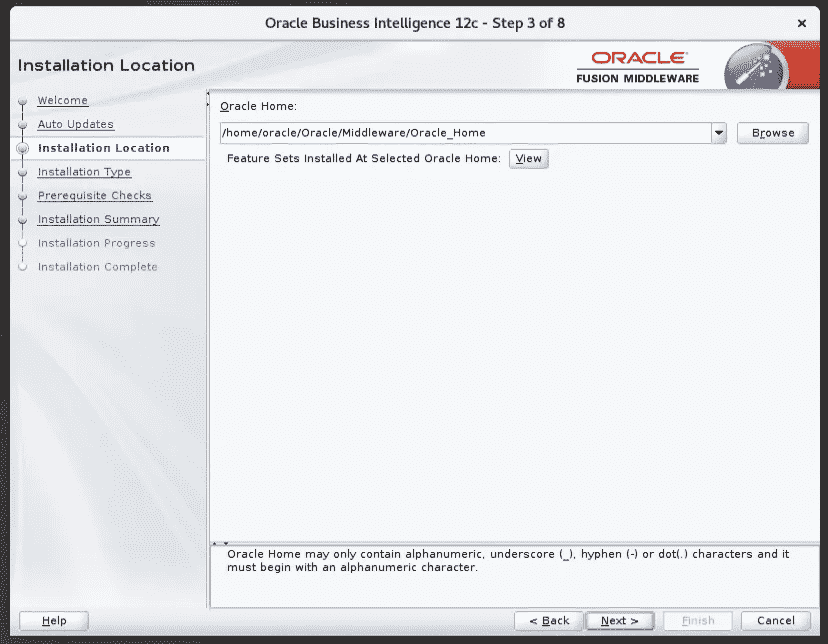 Oracle Business Intelligence 12c - Step 3 of 8
Installation Location
ORACLE
FUSION MIDDLEWARE
Welcome
Auto Updates
Installation Location
Installation Type
Prerequisite Checks
Installation Summary
Installation Progress
Installation Complete
Oracle Home:
/home/oracle/Oracle/Middleware/Oracle_Home
Browse
Feature Sets Installed At Selected Oracle Home: View
Oracle Home may only contain alphanumeric, underscore (_), hyphen (-) or dot(.) characters and it
must begin with an alphanumeric character.
Help
< Back
Next >
Finish
Cancel